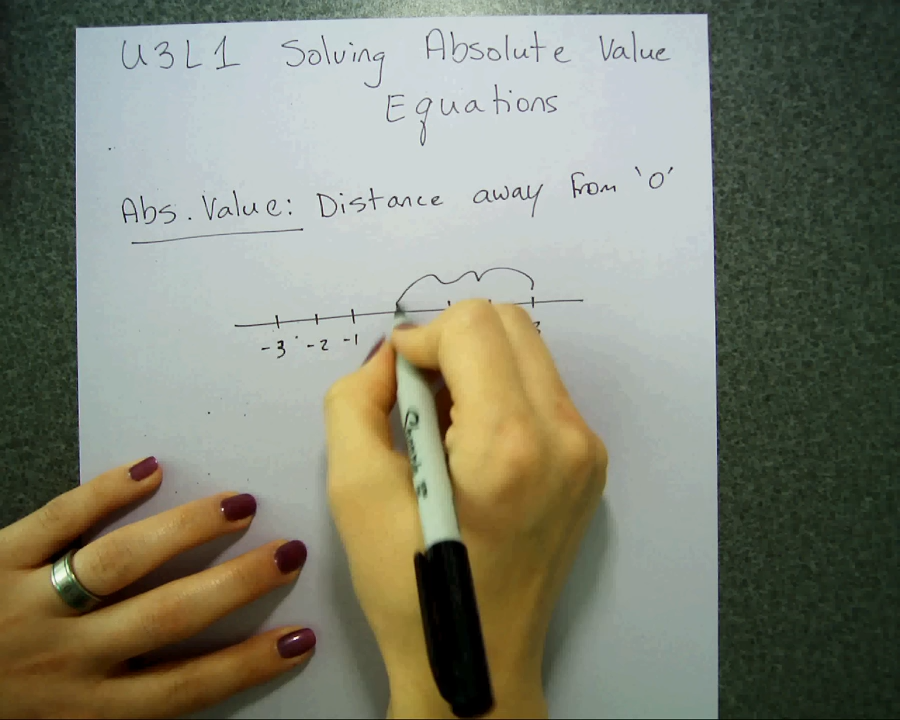 U3L1 Solving Absolute Value
Equations
Abs. Value: Distance away from '0'
-3 -2 -1